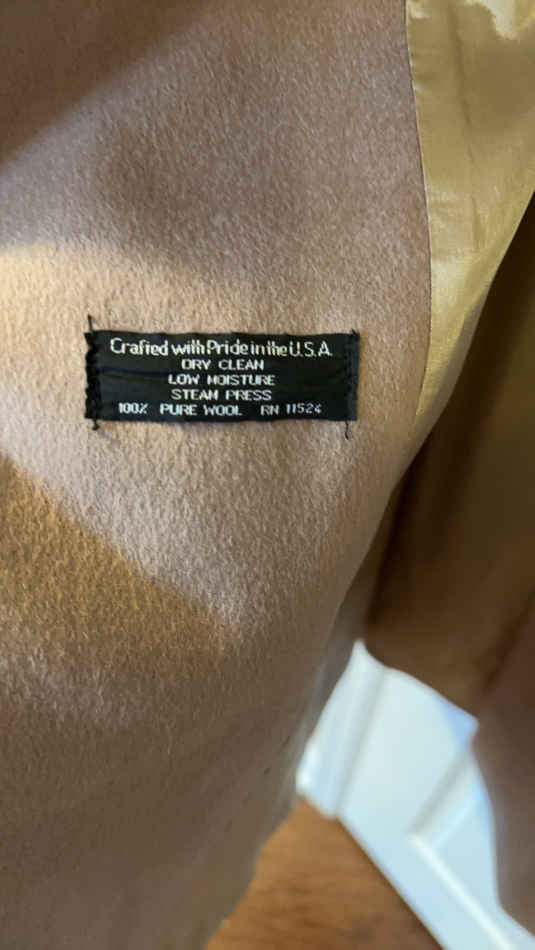 Crafted with Pride in the U.S.A.
DRY CLEAN
LOW MOISTURE
STEAM PRESS
100% PURE WOOL RN 11524